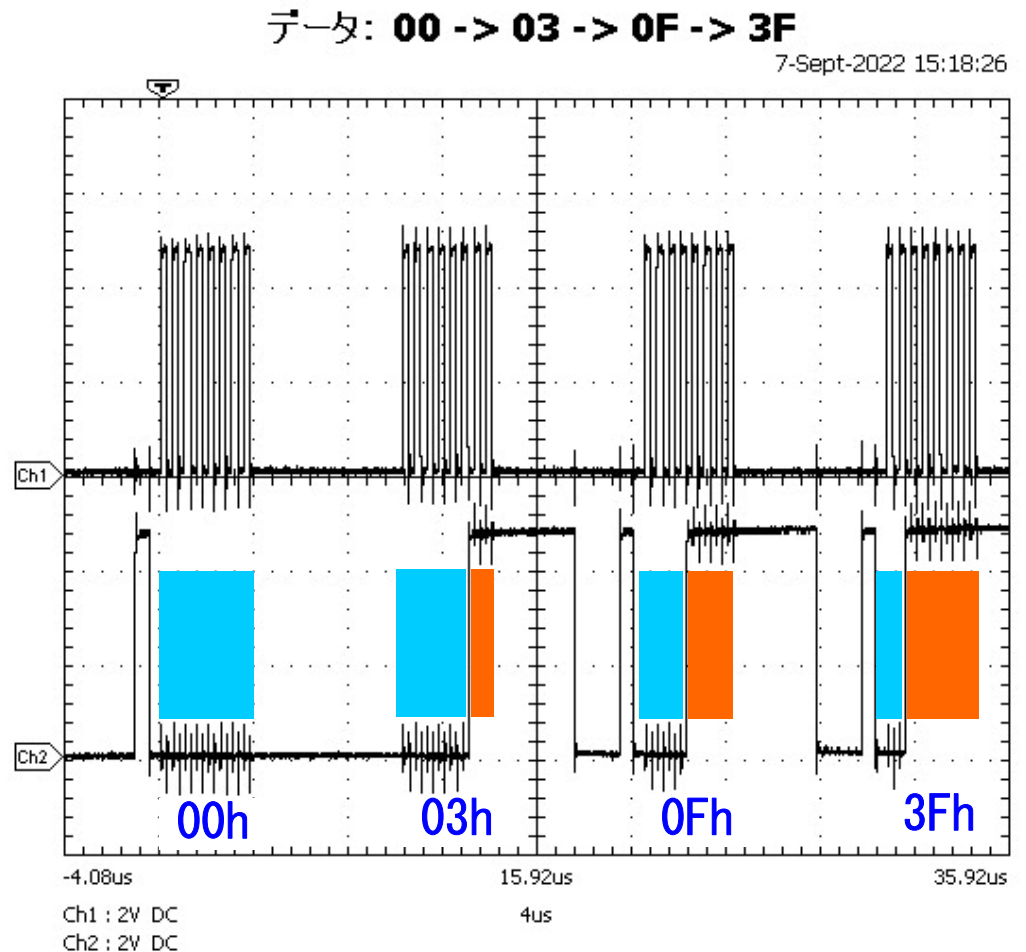 データ: 00 -> 03 -> 0F -> 3F
7-Sept-2022 15:18:26
T
Ch1
Ch2
00h 03h 0Fh 3Fh
-4.08us 15.92us 35.92us
Ch1 : 2V DC 4us
Ch2 : 2V DC